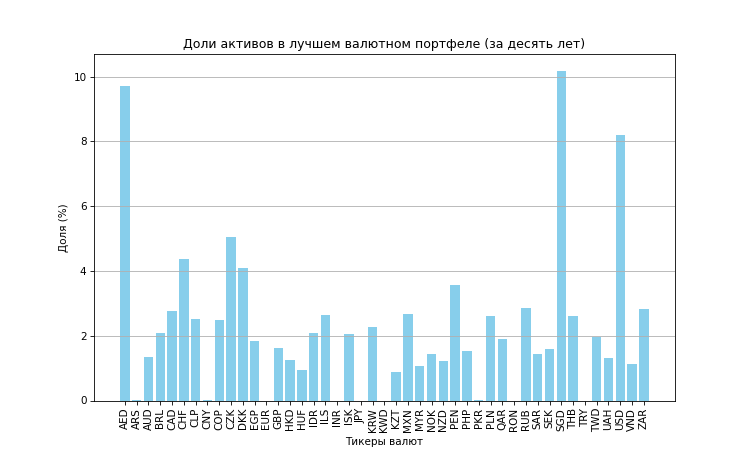 Доли активов в лучшем валютном портфеле (за десять лет)
Доля (%)
10
8
6
4
2
0
AED ARS AUD BRL CAD CHF CLP CNY COP CZK DKK EGP EUR GBP HKD HUF IDR ILS INR ISK JPY KRW KWD KZT MXN MYR NOK NZD PEN PHP PKR PLN QAR RON RUB SAR SEK SGD THB TRY TWD UAH USD VND ZAR
Тикеры валют